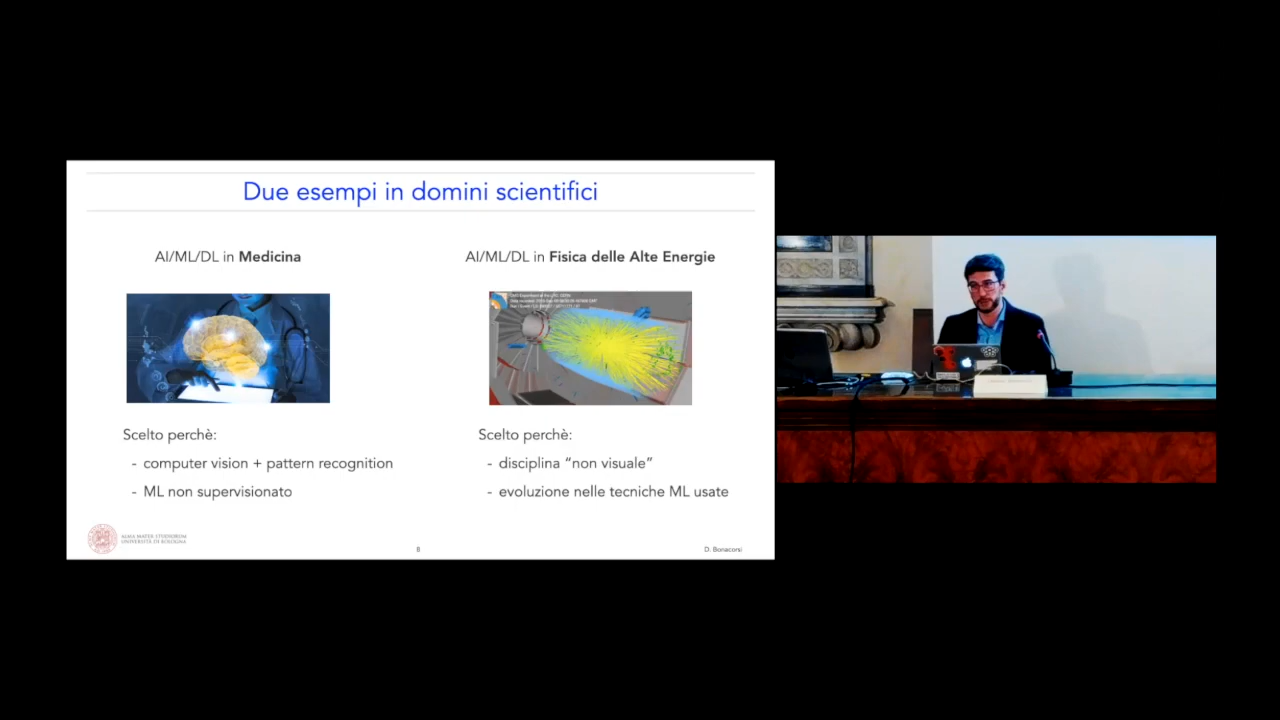 Due esempi in domini scientifici
AI/ML/DL in Medicina
AI/ML/DL in Fisica delle Alte Energie
Scelto perchè:
- computer vision + pattern recognition
- ML non supervisionato
Scelto perchè:
- disciplina “non visuale”
- evoluzione nelle tecniche ML usate
ALMA MATER STUDIORUM
UNIVERSITÀ DI BOLOGNA
8
D. Bonacorsi